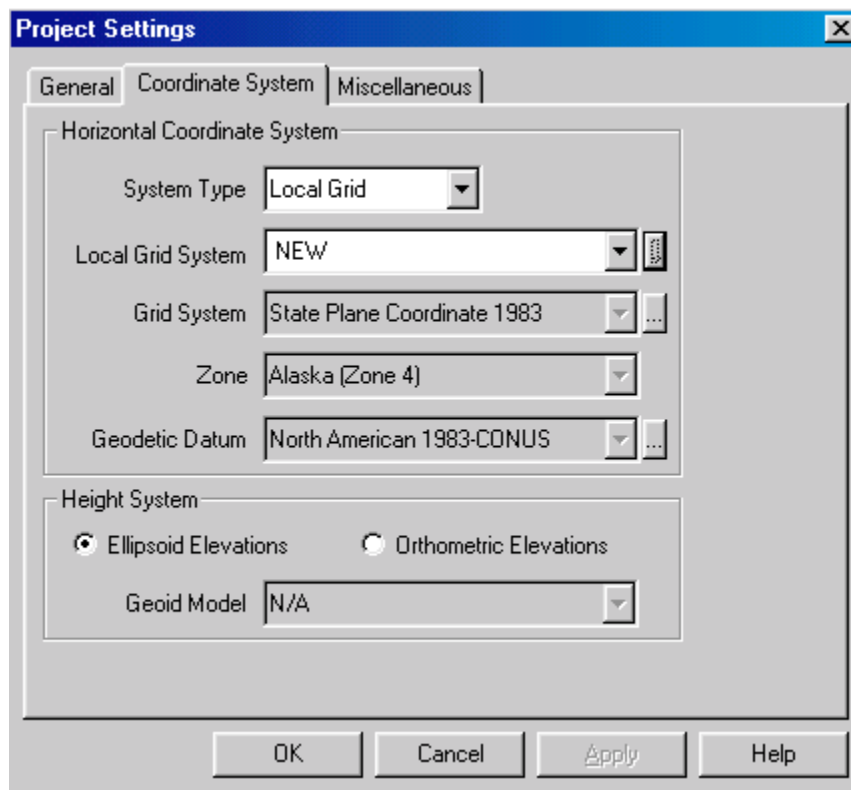 Project Settings
General Coordinate System Miscellaneous
Horizontal Coordinate System
System Type Local Grid
Local Grid System NEW
Grid System State Plane Coordinate 1983 ...
Zone Alaska (Zone 4)
Geodetic Datum North American 1983-CONUS ...
Height System
Ellipsoid Elevations Orthometric Elevations
Geoid Model N/A
OK Cancel Apply Help